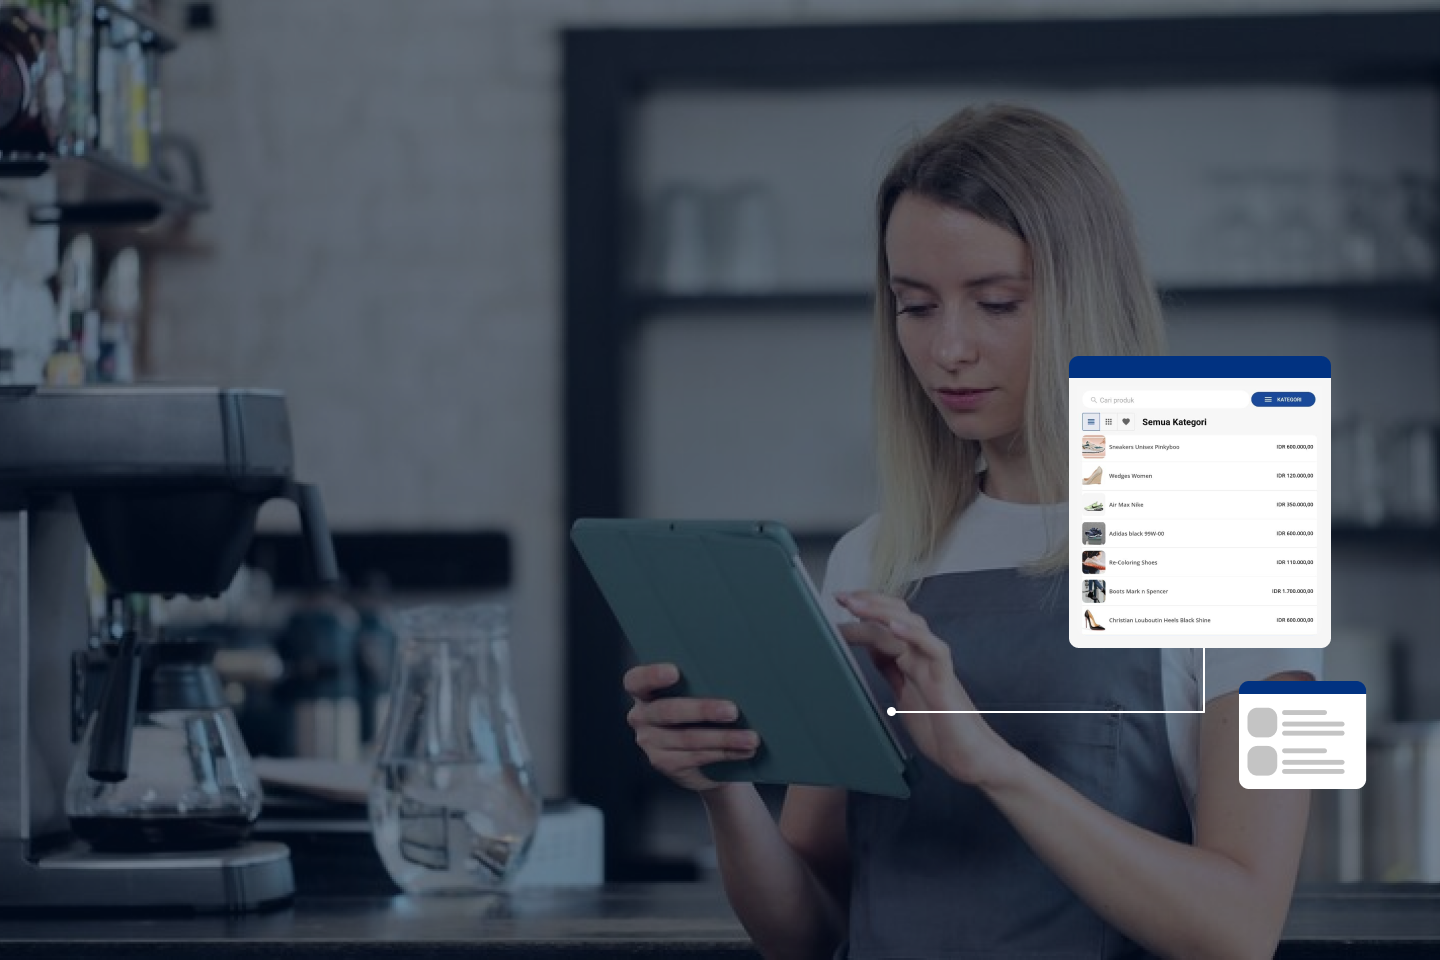 Cari produk
KATEGORI
Semua Kategori
Sneakers Unisex Pinkyboo IDR 600.000,00
Wedges Women IDR 120.000,00
Air Max Nike IDR 350.000,00
Adidas black 99W-00 IDR 600.000,00
Re-Coloring Shoes IDR 110.000,00
Boots Mark n Spencer IDR 1.700.000,00
Christian Louboutin Heels Black Shine IDR 600.000,00